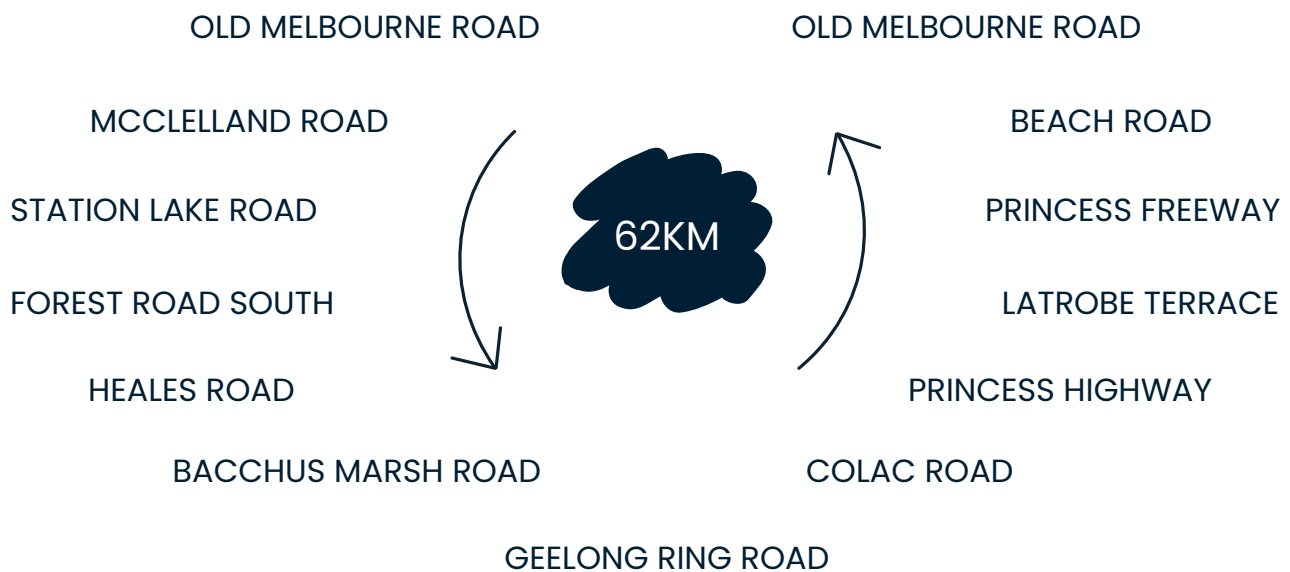 OLD MELBOURNE ROAD
OLD MELBOURNE ROAD
MCCLELLAND ROAD
BEACH ROAD
STATION LAKE ROAD
PRINCESS FREEWAY
62KM
FOREST ROAD SOUTH
LATROBE TERRACE
HEALES ROAD
PRINCESS HIGHWAY
BACCHUS MARSH ROAD
COLAC ROAD
GEELONG RING ROAD